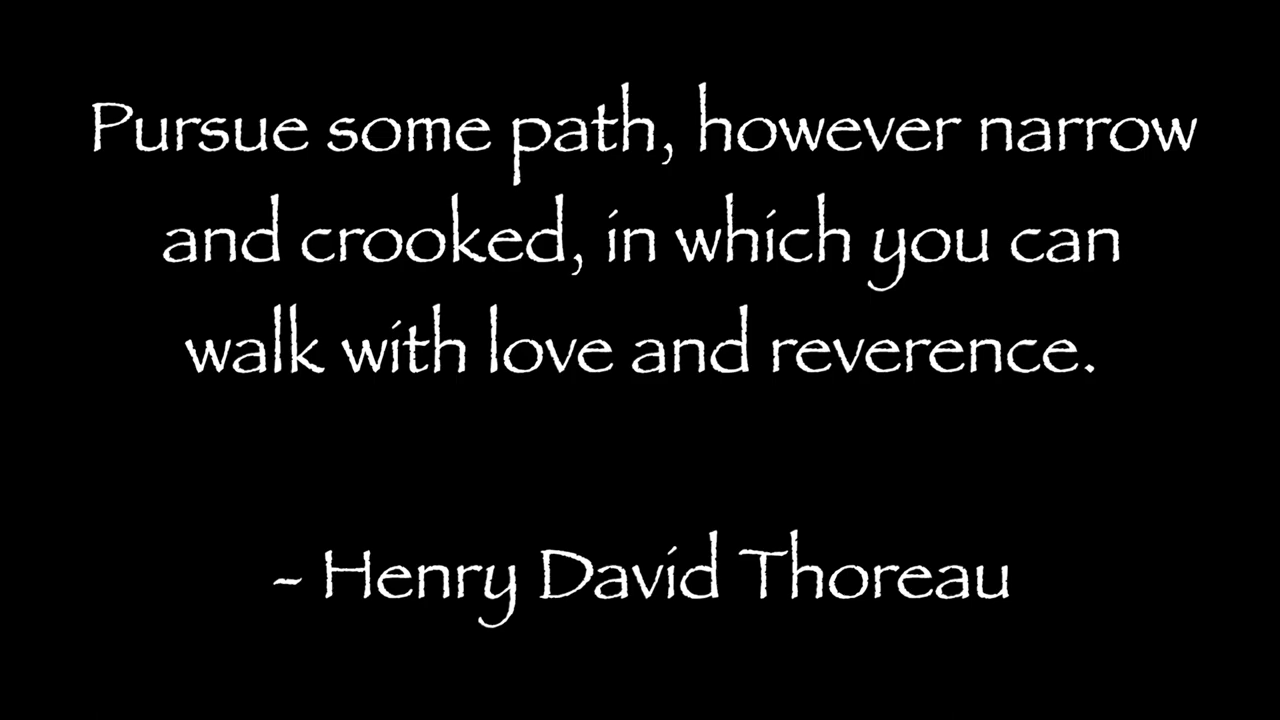 Pursue some path, however narrow
and crooked, in which you can
walk with love and reverence.
- Henry David Thoreau